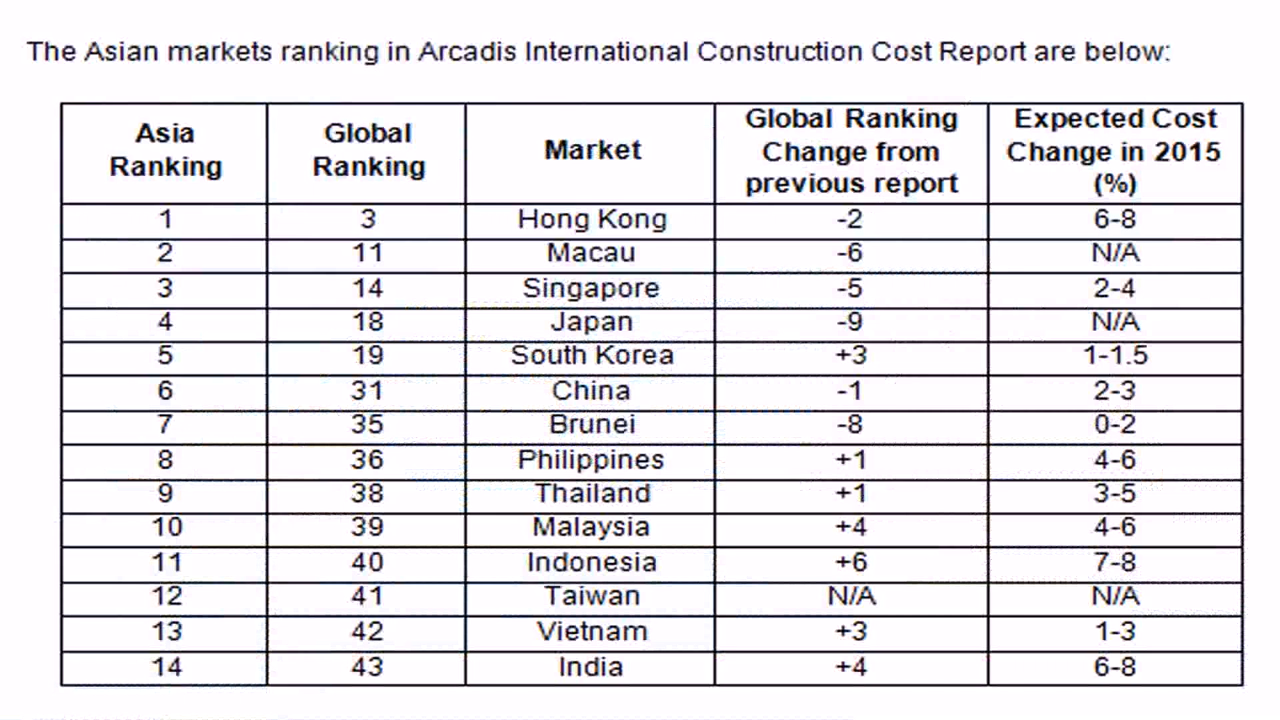 The Asian markets ranking in Arcadis International Construction Cost Report are below:
Asia Ranking | Global Ranking | Market | Global Ranking Change from previous report | Expected Cost Change in 2015 (%)
1 | 3 | Hong Kong | -2 | 6-8
2 | 11 | Macau | -6 | N/A
3 | 14 | Singapore | -5 | 2-4
4 | 18 | Japan | -9 | N/A
5 | 19 | South Korea | +3 | 1-1.5
6 | 31 | China | -1 | 2-3
7 | 35 | Brunei | -8 | 0-2
8 | 36 | Philippines | +1 | 4-6
9 | 38 | Thailand | +1 | 3-5
10 | 39 | Malaysia | +4 | 4-6
11 | 40 | Indonesia | +6 | 7-8
12 | 41 | Taiwan | N/A | N/A
13 | 42 | Vietnam | +3 | 1-3
14 | 43 | India | +4 | 6-8